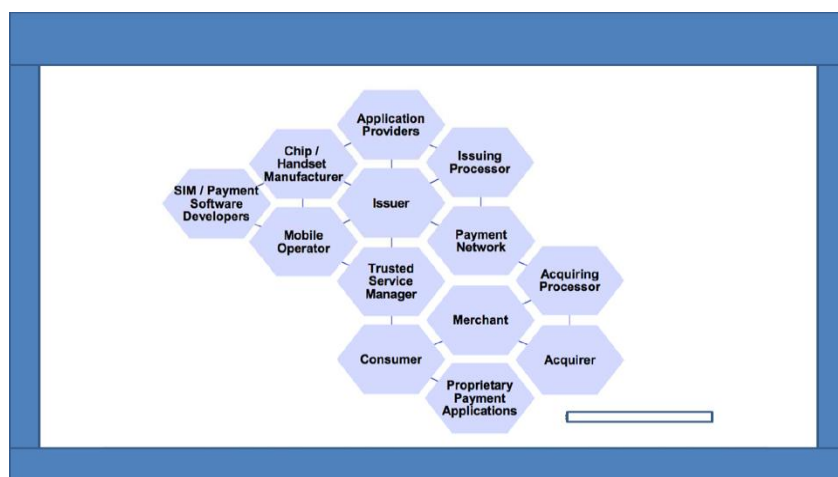 Application
Providers
Chip /
Handset
Manufacturer
Issuing
Processor
SIM / Payment
Software
Developers
Issuer
Mobile
Operator
Payment
Network
Trusted
Service
Manager
Acquiring
Processor
Merchant
Consumer
Acquirer
Proprietary
Payment
Applications